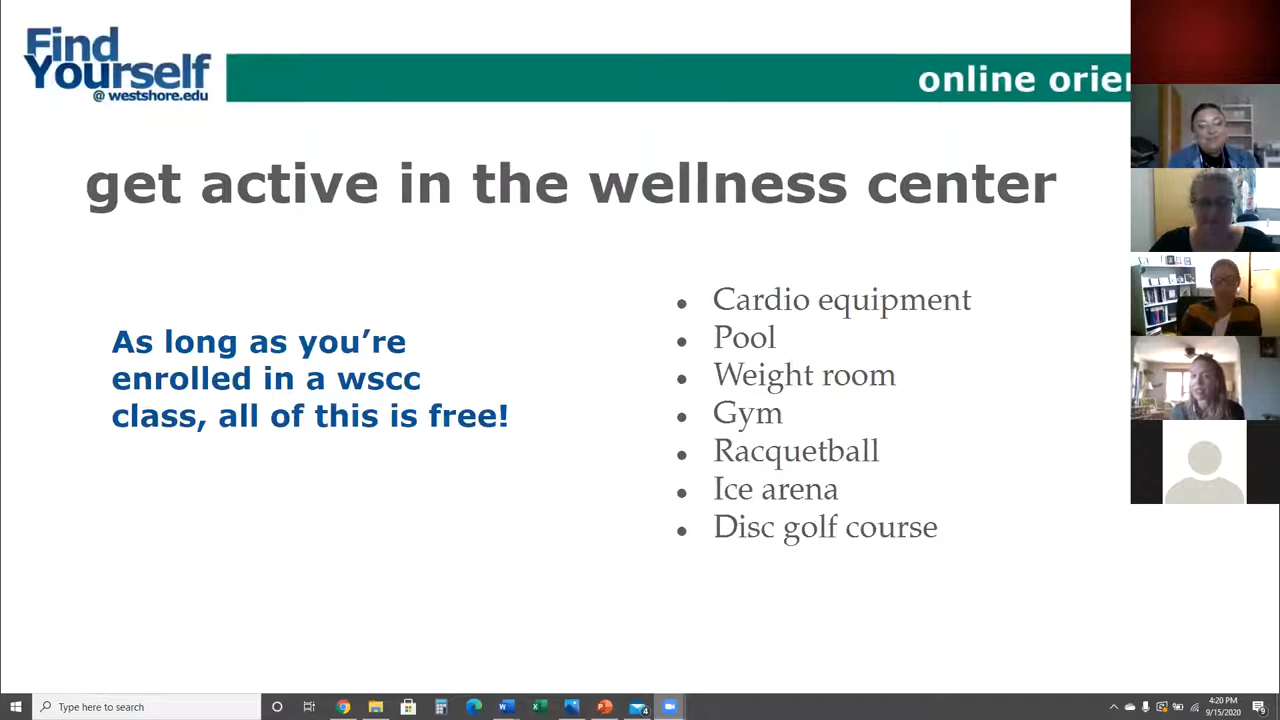 Find
Yourself
@ westshore.edu
online orie
get active in the wellness center
As long as you’re
enrolled in a wscc
class, all of this is free!
• Cardio equipment
• Pool
• Weight room
• Gym
• Racquetball
• Ice arena
• Disc golf course
Type here to search
4
4:20 PM
9/15/2020
9